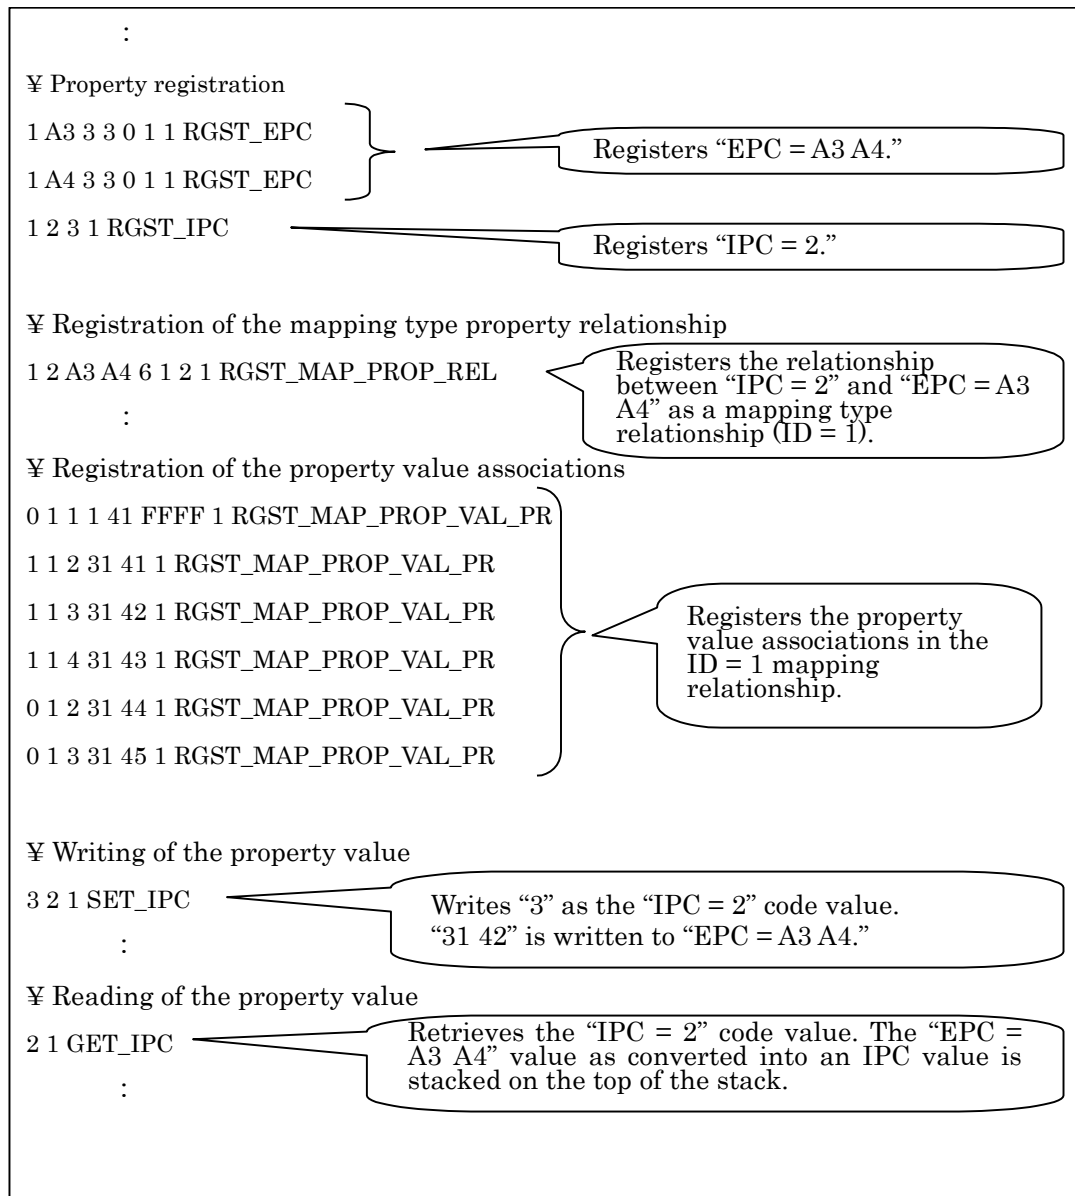 :
¥ Property registration
1 A3 3 3 0 1 1 RGST_EPC
Registers “EPC = A3 A4.”
1 A4 3 3 0 1 1 RGST_EPC
1 2 3 1 RGST_IPC
Registers “IPC = 2.”
¥ Registration of the mapping type property relationship
1 2 A3 A4 6 1 2 1 RGST_MAP_PROP_REL
Registers the relationship
between “IPC = 2” and “EPC = A3
A4” as a mapping type
relationship (ID = 1).
:
¥ Registration of the property value associations
0 1 1 1 41 FFFF 1 RGST_MAP_PROP_VAL_PR
1 1 2 31 41 1 RGST_MAP_PROP_VAL_PR
1 1 3 31 42 1 RGST_MAP_PROP_VAL_PR
1 1 4 31 43 1 RGST_MAP_PROP_VAL_PR
0 1 2 31 44 1 RGST_MAP_PROP_VAL_PR
0 1 3 31 45 1 RGST_MAP_PROP_VAL_PR
Registers the property
value associations in the
ID = 1 mapping
relationship.
¥ Writing of the property value
3 2 1 SET_IPC
Writes “3” as the “IPC = 2” code value.
“31 42” is written to “EPC = A3 A4.”
:
¥ Reading of the property value
2 1 GET_IPC
Retrieves the “IPC = 2” code value. The “EPC =
A3 A4” value as converted into an IPC value is
stacked on the top of the stack.
: